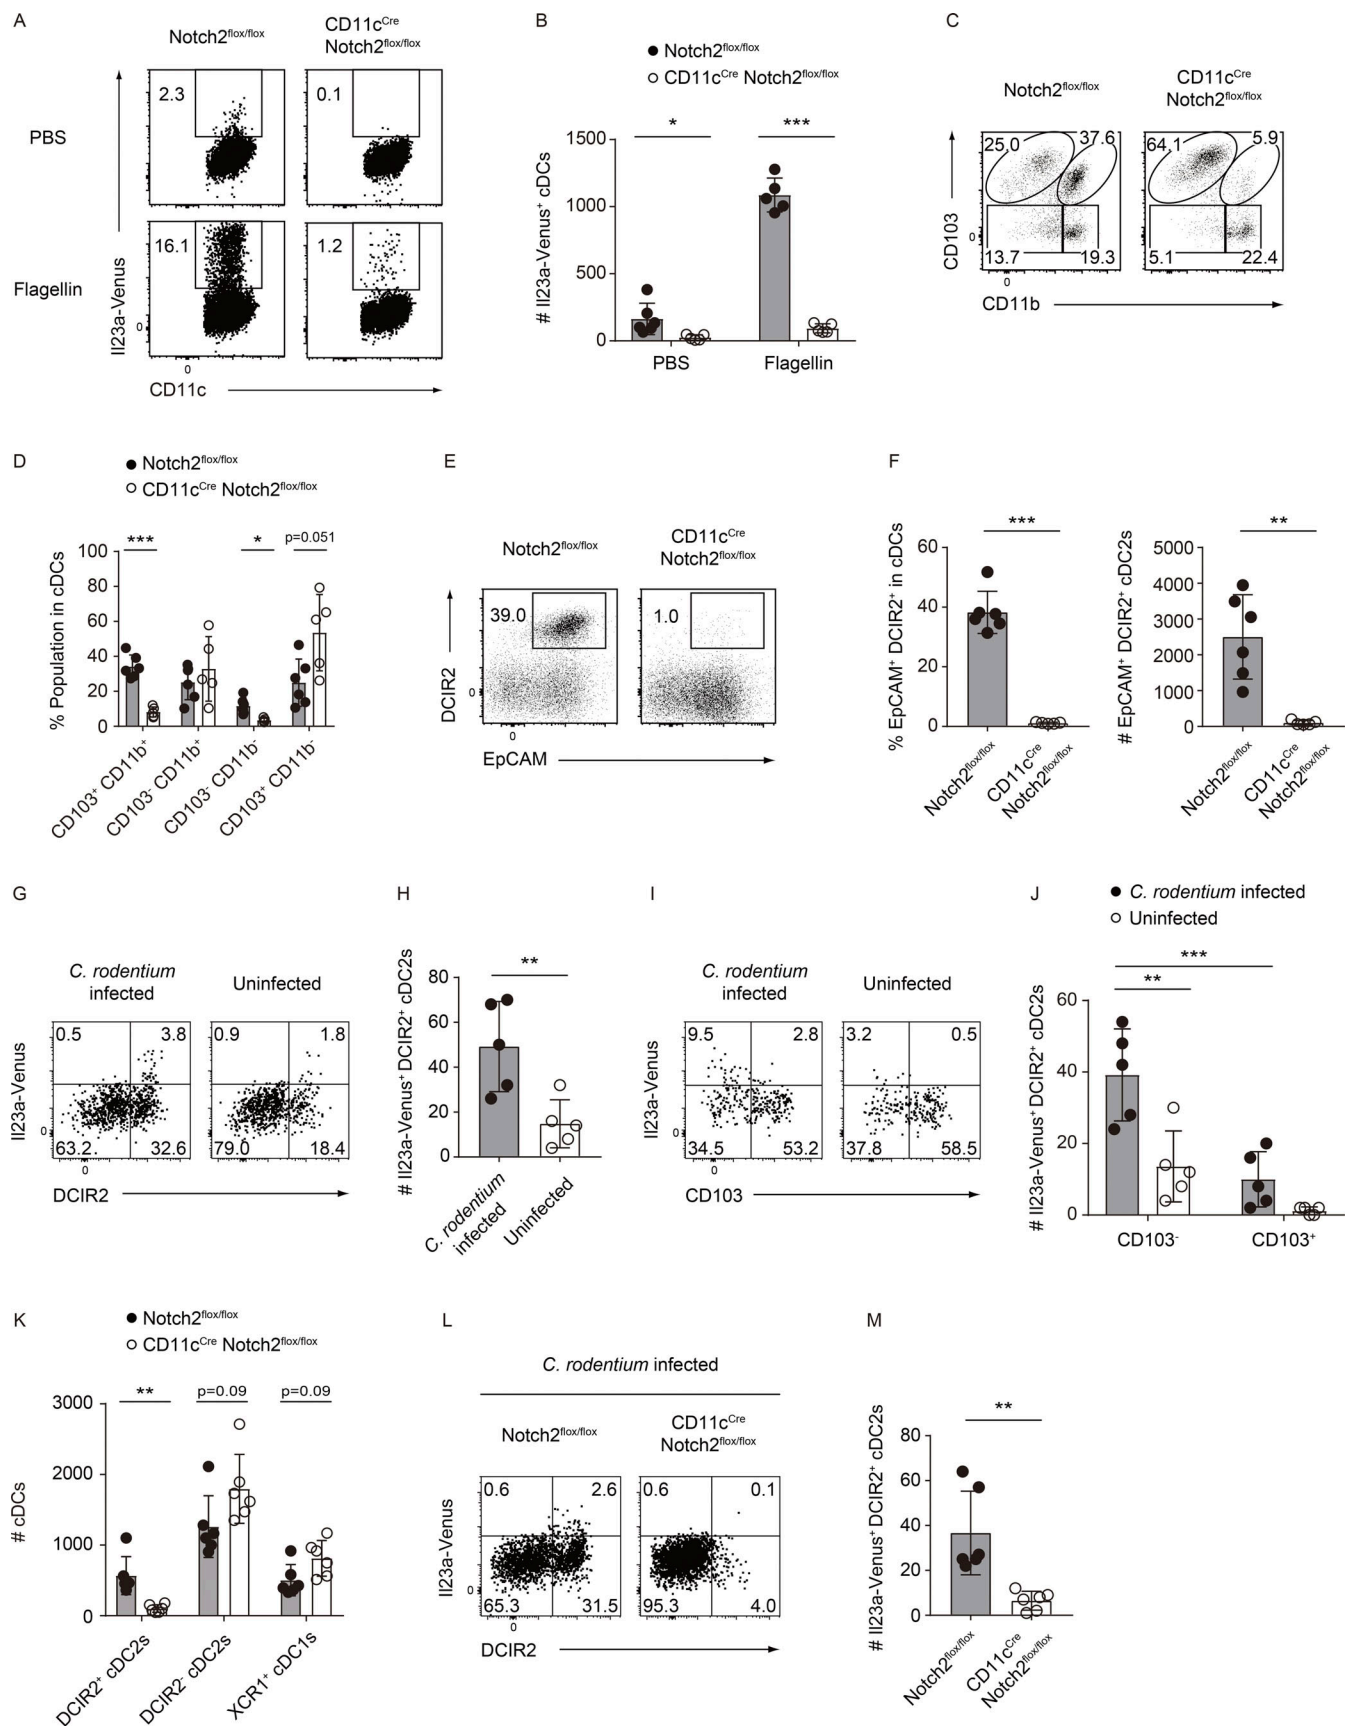 A
Notch2flox/flox
CD11cCre
Notch2flox/flox
PBS
2.3
0.1
Flagellin
16.1
1.2
Il23a-Venus
0
0
CD11c
B
Notch2flox/flox
CD11cCre Notch2flox/flox
*
***
# Il23a-Venus+ cDCs
1500
1000
500
0
PBS
Flagellin
C
Notch2flox/flox
CD11cCre
Notch2flox/flox
25.0
37.6
64.1
5.9
CD103
0
13.7
19.3
5.1
22.4
0
CD11b
D
Notch2flox/flox
CD11cCre Notch2flox/flox
***
*
p=0.051
% Population in cDCs
100
80
60
40
20
0
CD103+ CD11b+
CD103- CD11b+
CD103- CD11b-
CD103+ CD11b-
E
Notch2flox/flox
CD11cCre
Notch2flox/flox
39.0
1.0
DCIR2
0
0
EpCAM
F
***
% EpCAM+ DCIR2+ in cDCs
60
40
20
0
Notch2flox/flox
CD11cCre
Notch2flox/flox
**
# EpCAM+ DCIR2+ cDC2s
5000
4000
3000
2000
1000
0
Notch2flox/flox
CD11cCre
Notch2flox/flox
G
C. rodentium
infected
Uninfected
0.5
3.8
0.9
1.8
Il23a-Venus
0
63.2
32.6
79.0
18.4
0
DCIR2
H
**
# Il23a-Venus+ DCIR2+ cDC2s
80
60
40
20
0
C. rodentium
infected
Uninfected
I
C. rodentium
infected
Uninfected
9.5
2.8
3.2
0.5
Il23a-Venus
0
34.5
53.2
37.8
58.5
0
CD103
J
C. rodentium infected
Uninfected
***
**
# Il23a-Venus+ DCIR2+ cDC2s
60
40
20
0
CD103-
CD103+
K
Notch2flox/flox
CD11cCre Notch2flox/flox
**
p=0.09
p=0.09
# cDCs
3000
2000
1000
0
DCIR2+ cDC2s
DCIR2- cDC2s
XCR1+ cDC1s
L
C. rodentium infected
Notch2flox/flox
CD11cCre
Notch2flox/flox
0.6
2.6
0.6
0.1
Il23a-Venus
0
65.3
31.5
95.3
4.0
0
DCIR2
M
**
# Il23a-Venus+ DCIR2+ cDC2s
80
60
40
20
0
Notch2flox/flox
CD11cCre
Notch2flox/flox